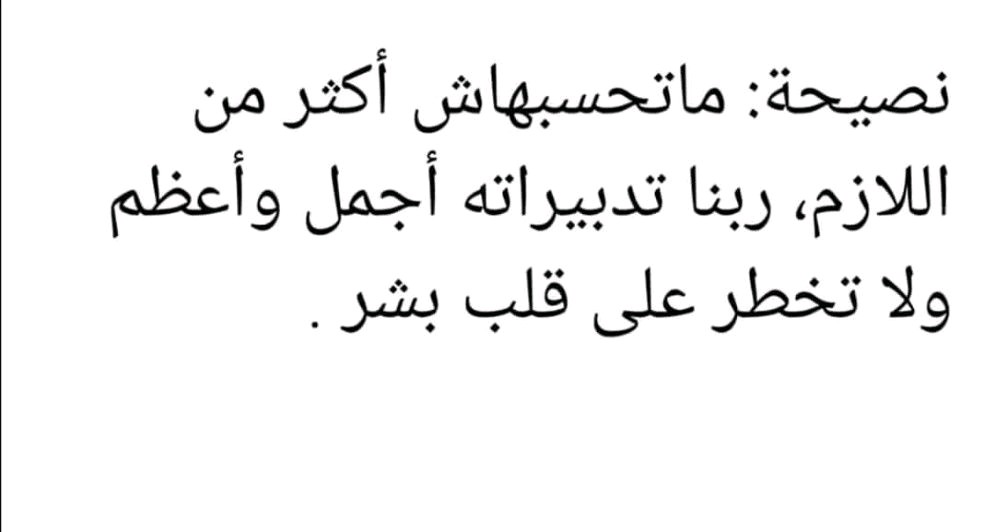 نصيحة: ماتحسبهاش أكثر من
اللازم، ربنا تدبيراته أجمل وأعظم
ولا تخطر على قلب بشر .